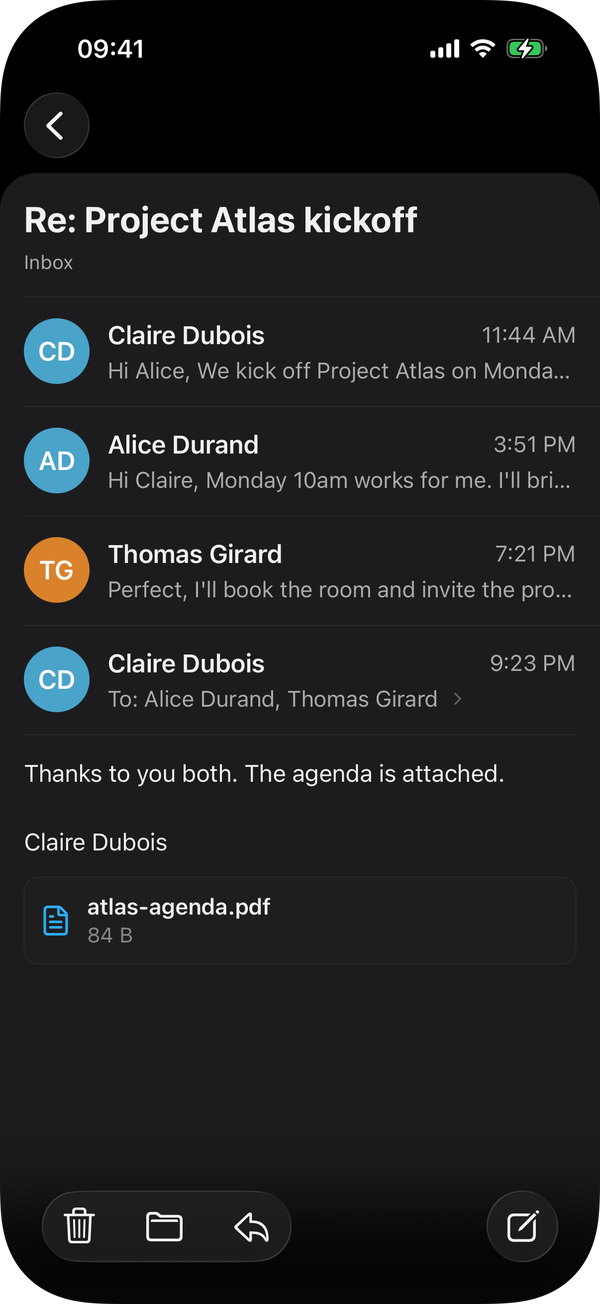 09:41
Re: Project Atlas kickoff
Inbox
CD
Claire Dubois
11:44 AM
Hi Alice, We kick off Project Atlas on Monda...
AD
Alice Durand
3:51 PM
Hi Claire, Monday 10am works for me. I'll bri...
TG
Thomas Girard
7:21 PM
Perfect, I'll book the room and invite the pro...
CD
Claire Dubois
9:23 PM
To: Alice Durand, Thomas Girard
Thanks to you both. The agenda is attached.
Claire Dubois
atlas-agenda.pdf
84 B